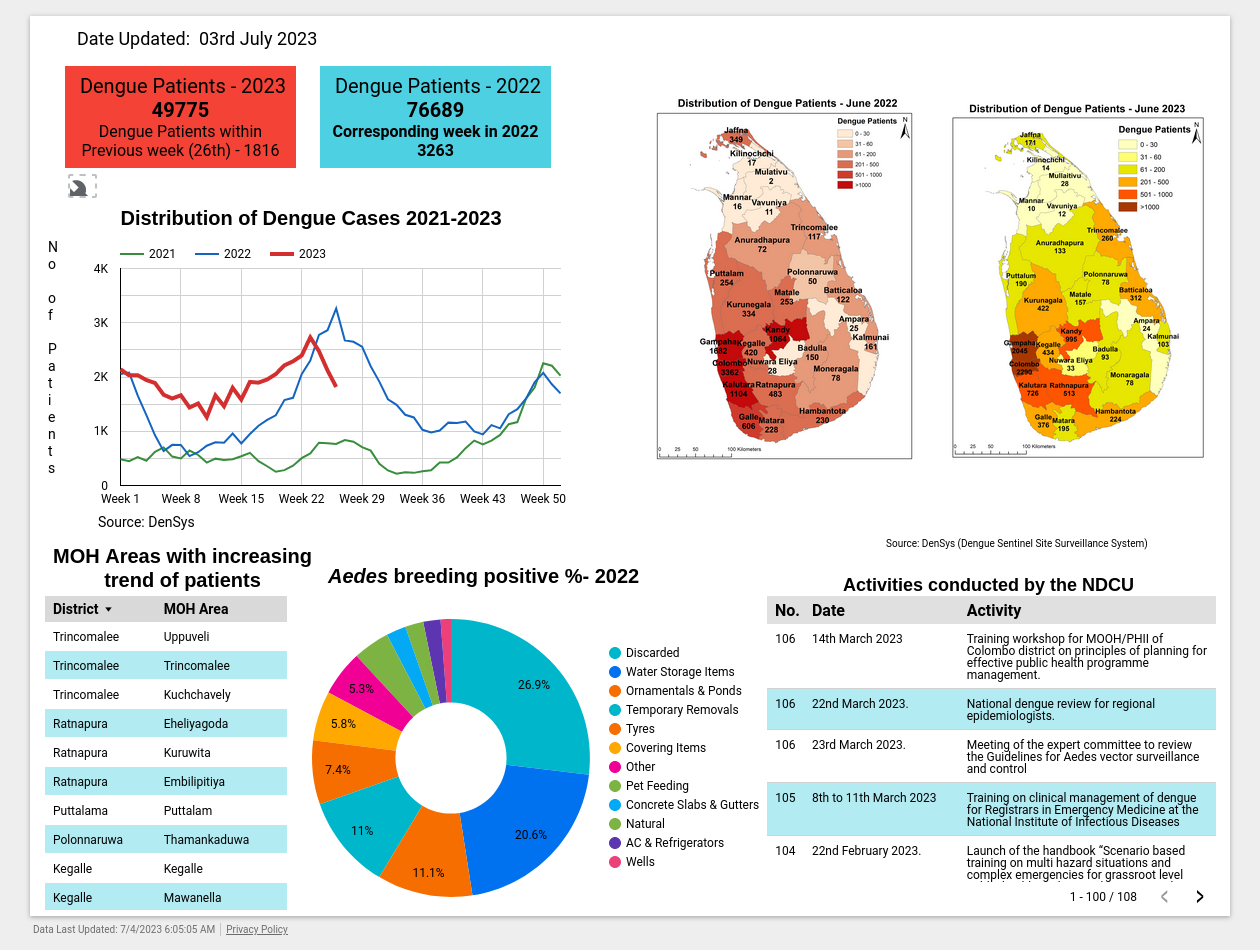 Date Updated:  03rd July 2023
Dengue Patients - 2023
49775
Dengue Patients within
Previous week (26th) - 1816
Dengue Patients - 2022
76689
Corresponding week in 2022
3263
Distribution of Dengue Cases 2021-2023
No of Patients
2021
2022
2023
4K
3K
2K
1K
0
Week 1
Week 8
Week 15
Week 22
Week 29
Week 36
Week 43
Week 50
Source: DenSys
Distribution of Dengue Patients - June 2022
Dengue Patients
0 - 30
31 - 60
61 - 200
201 - 500
501 - 1000
>1000
N
Jaffna
349
Kilinochchi
17
Mulativu
2
Mannar
16
Vavuniya
11
Trincomalee
117
Anuradhapura
72
Puttalam
254
Polonnaruwa
50
Matale
253
Batticaloa
122
Kurunegala
334
Ampara
25
Kandy
1064
Kalmunai
161
Gampaha
1682
Kegalle
420
Badulla
150
Colombo
3362
Nuwara Eliya
28
Moneragala
78
Kalutara
1104
Ratnapura
483
Hambantota
230
Galle
606
Matara
228
0 25 50 100 Kilometers
Distribution of Dengue Patients - June 2023
Dengue Patients
0 - 30
31 - 60
61 - 200
201 - 500
501 - 1000
>1000
N
Jaffna
171
Kilinochchi
14
Mullaitivu
28
Mannar
10
Vavuniya
12
Trincomalee
260
Anuradhapura
133
Puttalum
190
Polonnaruwa
78
Batticaloa
312
Matale
157
Kurunagala
422
Ampara
24
Kandy
995
Kalmunai
103
Gampaha
2045
Kegalle
434
Badulla
93
Colombo
2290
Nuwara Eliya
33
Monaragala
78
Kalutara
726
Rathnapura
513
Hambantota
224
Galle
376
Matara
195
0 25 50 100 Kilometers
Source: DenSys (Dengue Sentinel Site Surveillance System)
MOH Areas with increasing
trend of patients
District MOH Area
Trincomalee Uppuveli
Trincomalee Trincomalee
Trincomalee Kuchchavely
Ratnapura Eheliyagoda
Ratnapura Kuruwita
Ratnapura Embilipitiya
Puttalama Puttalam
Polonnaruwa Thamankaduwa
Kegalle Kegalle
Kegalle Mawanella
Aedes breeding positive %- 2022
26.9%
20.6%
11.1%
11%
7.4%
5.8%
5.3%
Discarded
Water Storage Items
Ornamentals & Ponds
Temporary Removals
Tyres
Covering Items
Other
Pet Feeding
Concrete Slabs & Gutters
Natural
AC & Refrigerators
Wells
Activities conducted by the NDCU
No. Date Activity
106 14th March 2023 Training workshop for MOOH/PHII of
Colombo district on principles of planning for
effective public health programme
management.
106 22nd March 2023. National dengue review for regional
epidemiologists.
106 23rd March 2023. Meeting of the expert committee to review
the Guidelines for Aedes vector surveillance
and control
105 8th to 11th March 2023 Training on clinical management of dengue
for Registrars in Emergency Medicine at the
National Institute of Infectious Diseases
104 22nd February 2023. Launch of the handbook “Scenario based
training on multi hazard situations and
complex emergencies for grassroot level
1 - 100 / 108
Data Last Updated: 7/4/2023 6:05:05 AM
Privacy Policy